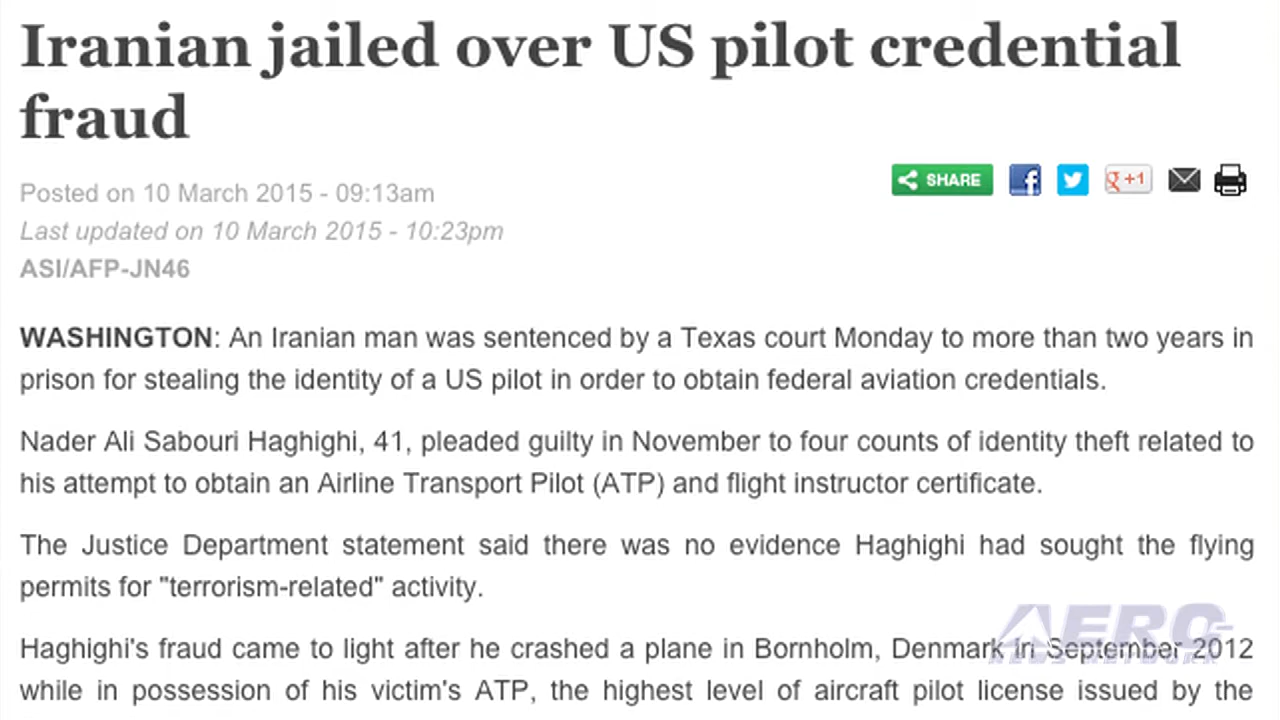 Iranian jailed over US pilot credential
fraud
Posted on 10 March 2015 - 09:13am
SHARE
g+1
Last updated on 10 March 2015 - 10:23pm
ASI/AFP-JN46
WASHINGTON: An Iranian man was sentenced by a Texas court Monday to more than two years in
prison for stealing the identity of a US pilot in order to obtain federal aviation credentials.
Nader Ali Sabouri Haghighi, 41, pleaded guilty in November to four counts of identity theft related to
his attempt to obtain an Airline Transport Pilot (ATP) and flight instructor certificate.
The Justice Department statement said there was no evidence Haghighi had sought the flying
permits for "terrorism-related" activity.
Haghighi's fraud came to light after he crashed a plane in Bornholm, Denmark in September 2012
while in possession of his victim's ATP, the highest level of aircraft pilot license issued by the
AERO
NEWS NETWORK